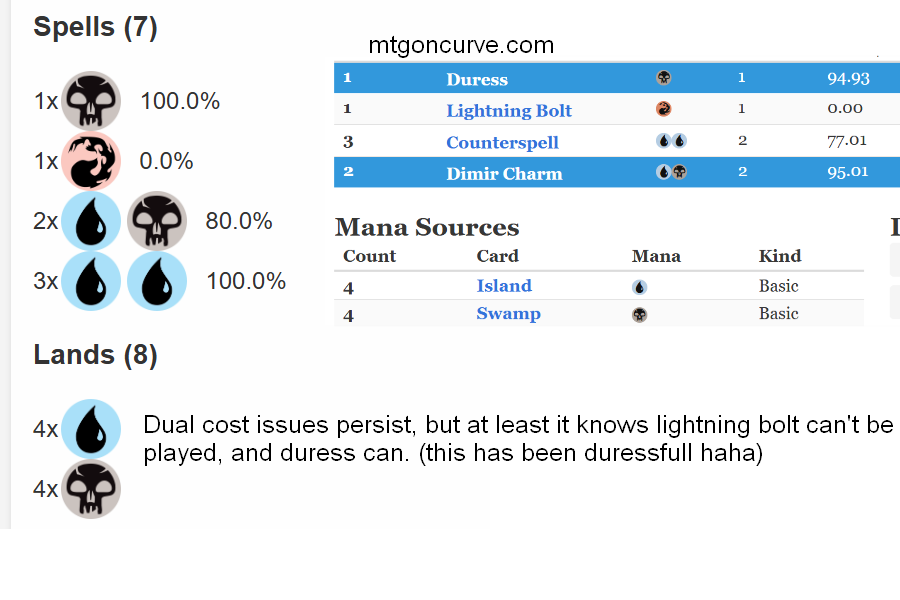 Spells (7)
1x 100.0%
1x 0.0%
2x 80.0%
3x 100.0%
Lands (8)
4x
4x
mtgoncurve.com
1 Duress 1 94.93
1 Lightning Bolt 1 0.00
3 Counterspell 2 77.01
2 Dimir Charm 2 95.01
Mana Sources
Count Card Mana Kind
4 Island Basic
4 Swamp Basic
Dual cost issues persist, but at least it knows lightning bolt can't be
played, and duress can. (this has been duressfull haha)